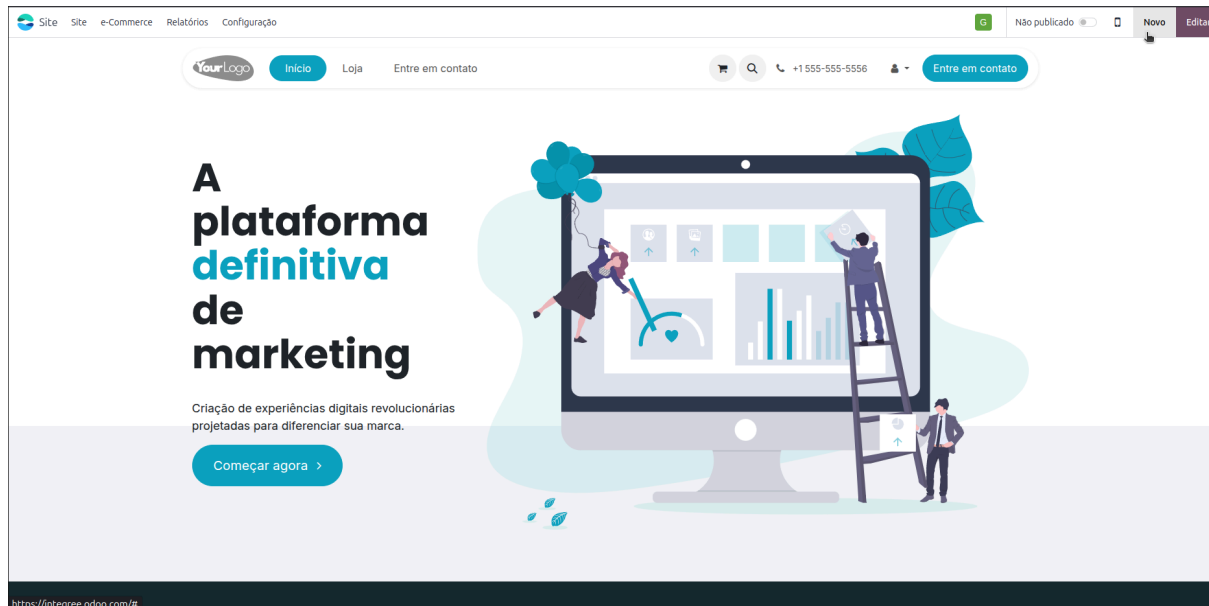 Site Site e-Commerce Relatórios Configuração G Não publicado Novo Editar
YourLogo Início Loja Entre em contato +1 555-555-5556 Entre em contato
A
plataforma
definitiva
de
marketing
Criação de experiências digitais revolucionárias
projetadas para diferenciar sua marca.
Começar agora >
https://integree.odoo.com/#